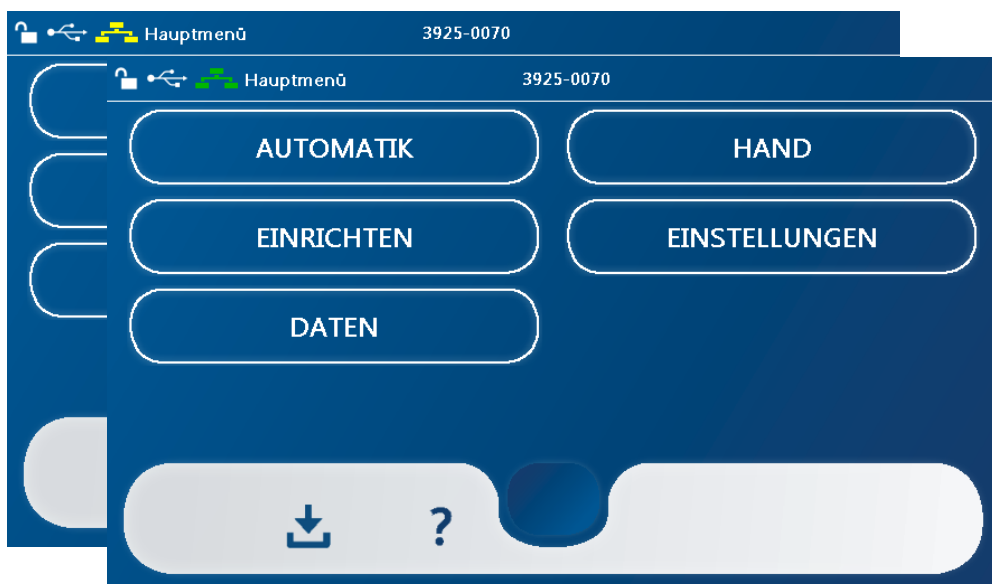 Hauptmenü 3925-0070
Hauptmenü 3925-0070
AUTOMATIK HAND
EINRICHTEN EINSTELLUNGEN
DATEN
?